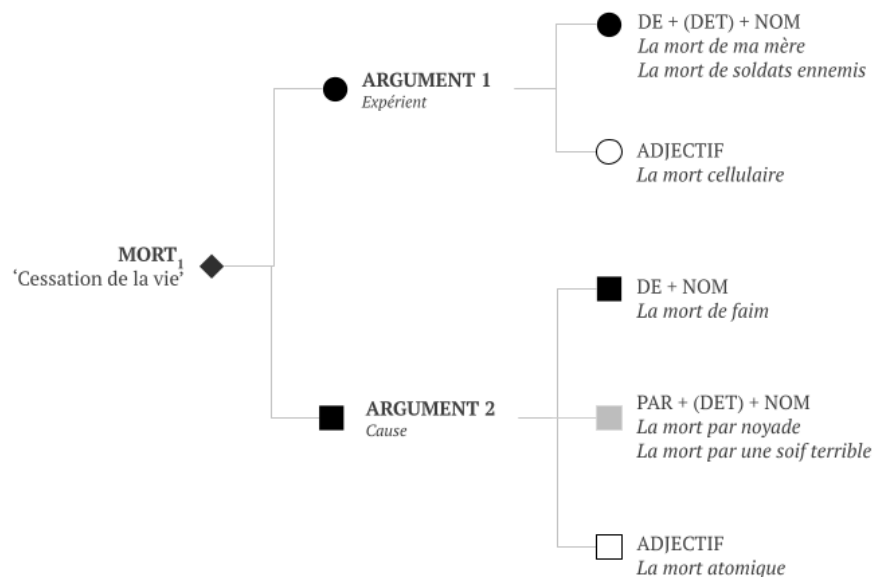 MORT1
‘Cessation de la vie’
ARGUMENT 1
Expérient
DE + (DET) + NOM
La mort de ma mère
La mort de soldats ennemis
ADJECTIF
La mort cellulaire
ARGUMENT 2
Cause
DE + NOM
La mort de faim
PAR + (DET) + NOM
La mort par noyade
La mort par une soif terrible
ADJECTIF
La mort atomique